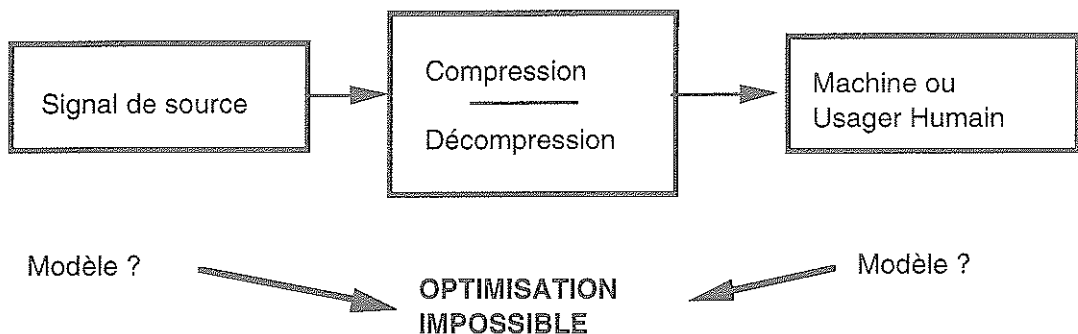 Signal de source
Compression
Décompression
Machine ou
Usager Humain
Modèle ?
OPTIMISATION
IMPOSSIBLE
Modèle ?